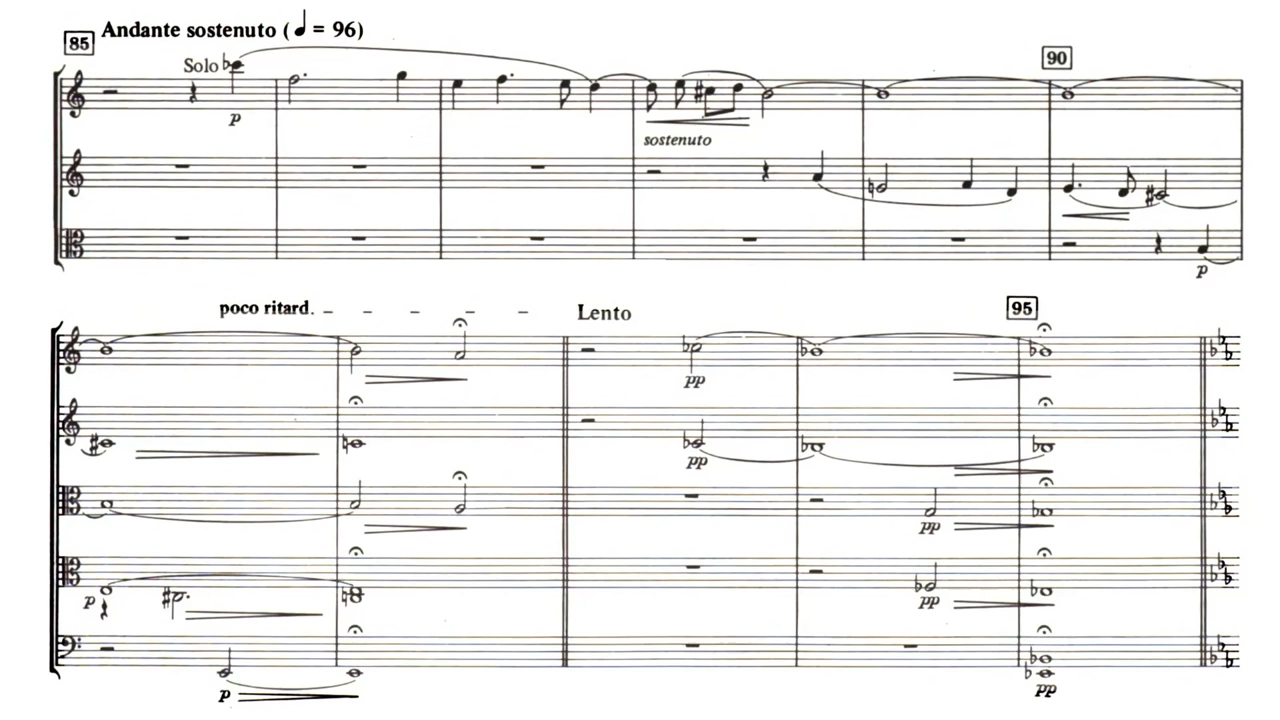 85 Andante sostenuto (♩ = 96)
Solo
90
p
sostenuto
p
poco ritard.
Lento
95
pp
pp
pp
p
pp
p
pp